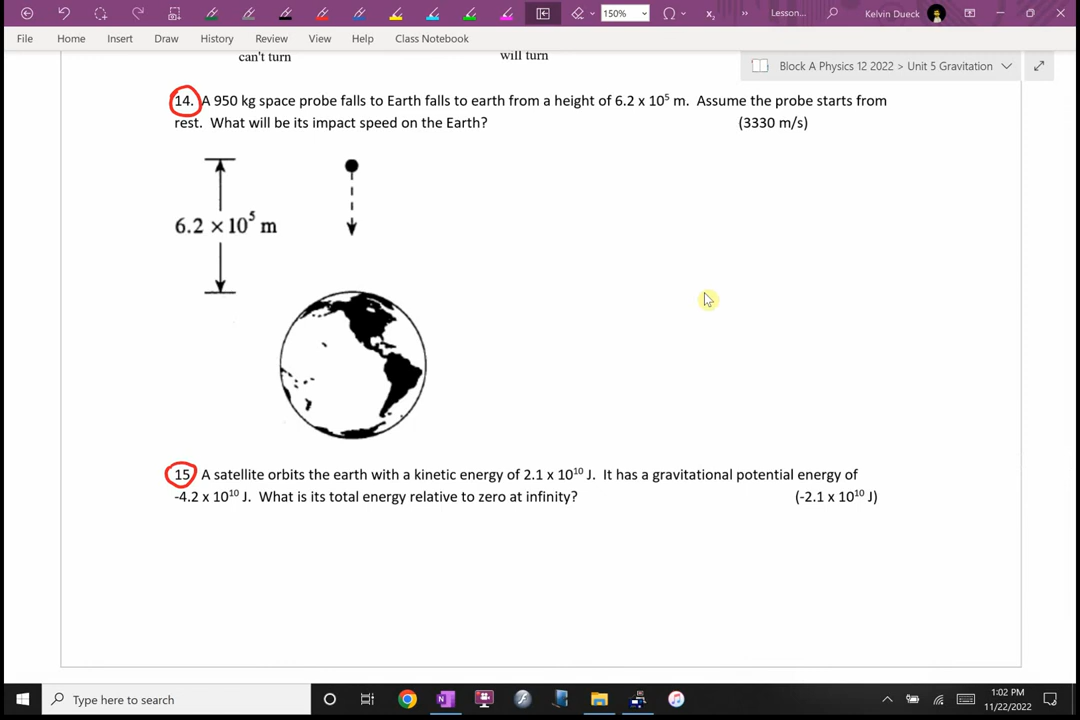 150%
X₂
Lesson...
Kelvin Dueck
File Home Insert Draw History Review View Help Class Notebook
can't turn will turn
Block A Physics 12 2022 > Unit 5 Gravitation
14. A 950 kg space probe falls to Earth falls to earth from a height of 6.2 x 10⁵ m. Assume the probe starts from
rest. What will be its impact speed on the Earth? (3330 m/s)
6.2 × 10⁵ m
15 A satellite orbits the earth with a kinetic energy of 2.1 x 10¹⁰ J. It has a gravitational potential energy of
-4.2 x 10¹⁰ J. What is its total energy relative to zero at infinity? (-2.1 x 10¹⁰ J)
Type here to search
1:02 PM
11/22/2022